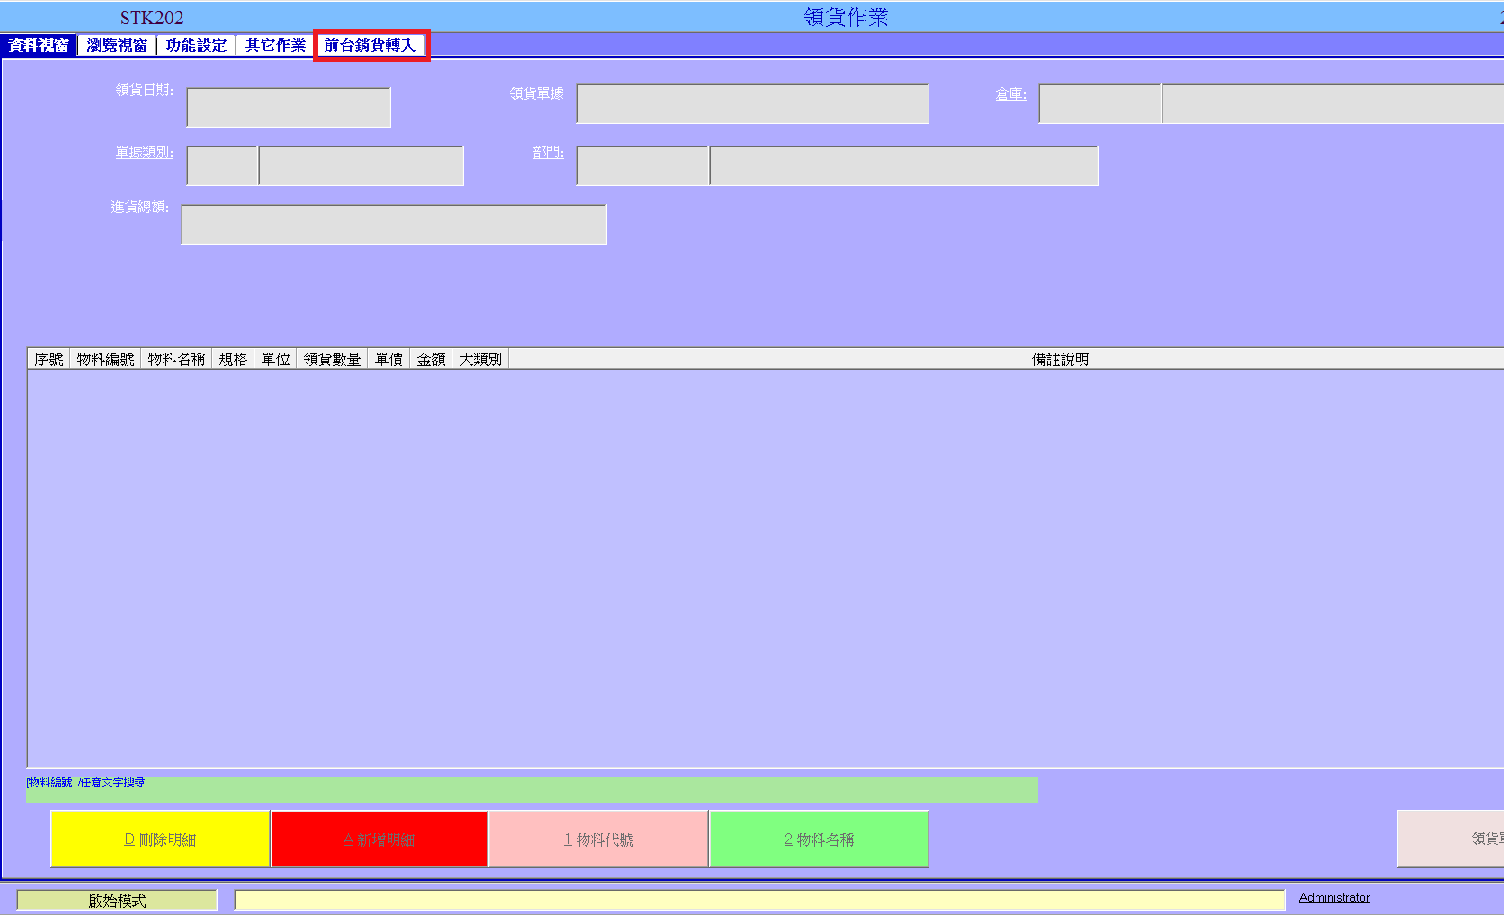 STK202 領貨作業
資料視窗 瀏覽視窗 功能設定 其它作業 前台銷貨轉入
領貨日期: 領貨單據 倉庫:
單據類別: 部門:
進貨總額:
序號 物料編號 物料名稱 規格 單位 領貨數量 單價 金額 大類別 備註說明
[物料編號 /任意文字搜尋
D 刪除明細 A 新增明細 1 物料代號 2 物料名稱 領貨單
啟始模式 Administrator